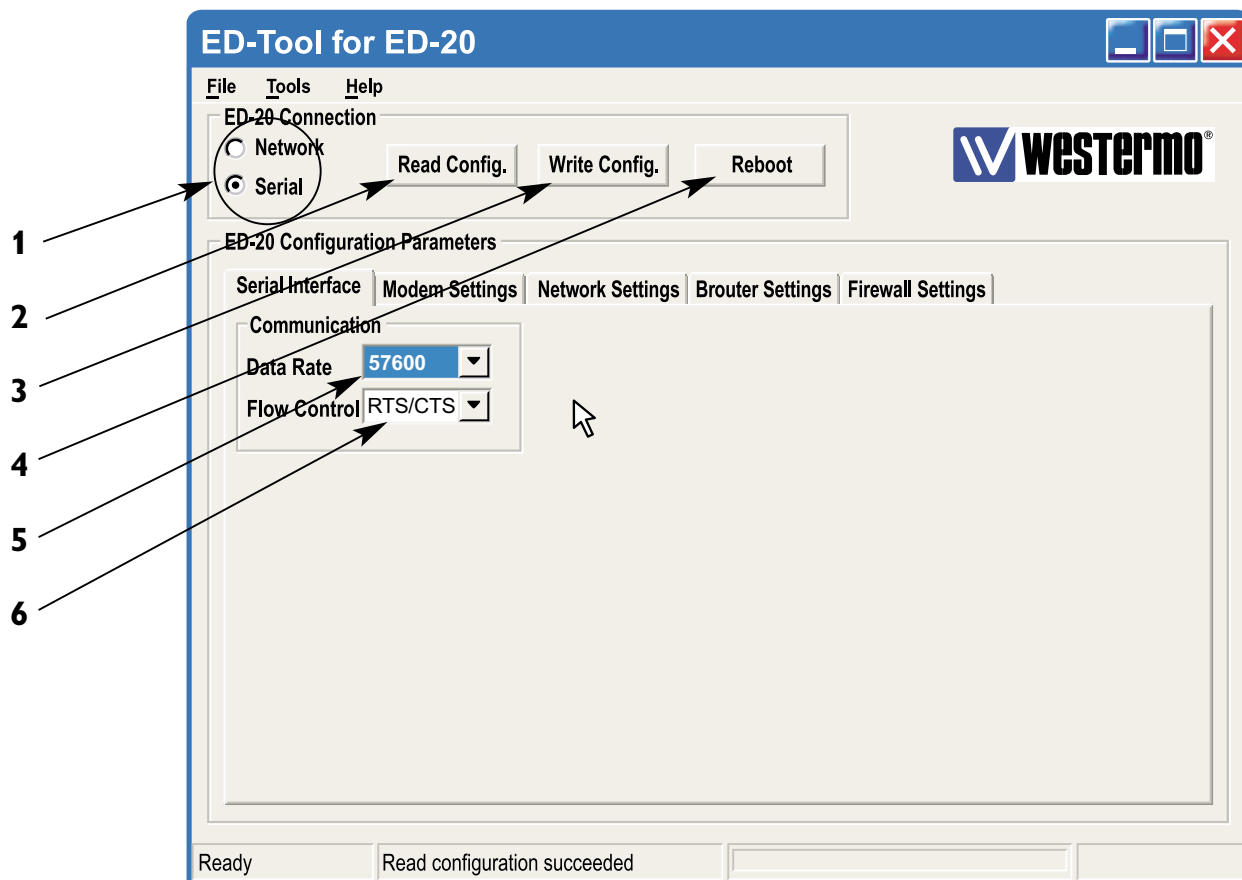 ED-Tool for ED-20
File Tools Help
ED-20 Connection
Network
Serial
Read Config. Write Config. Reboot
Westermo®
1
ED-20 Configuration Parameters
Serial Interface Modem Settings Network Settings Brouter Settings Firewall Settings
2
Communication
Data Rate 57600
3
Flow Control RTS/CTS
4
5
6
Ready Read configuration succeeded